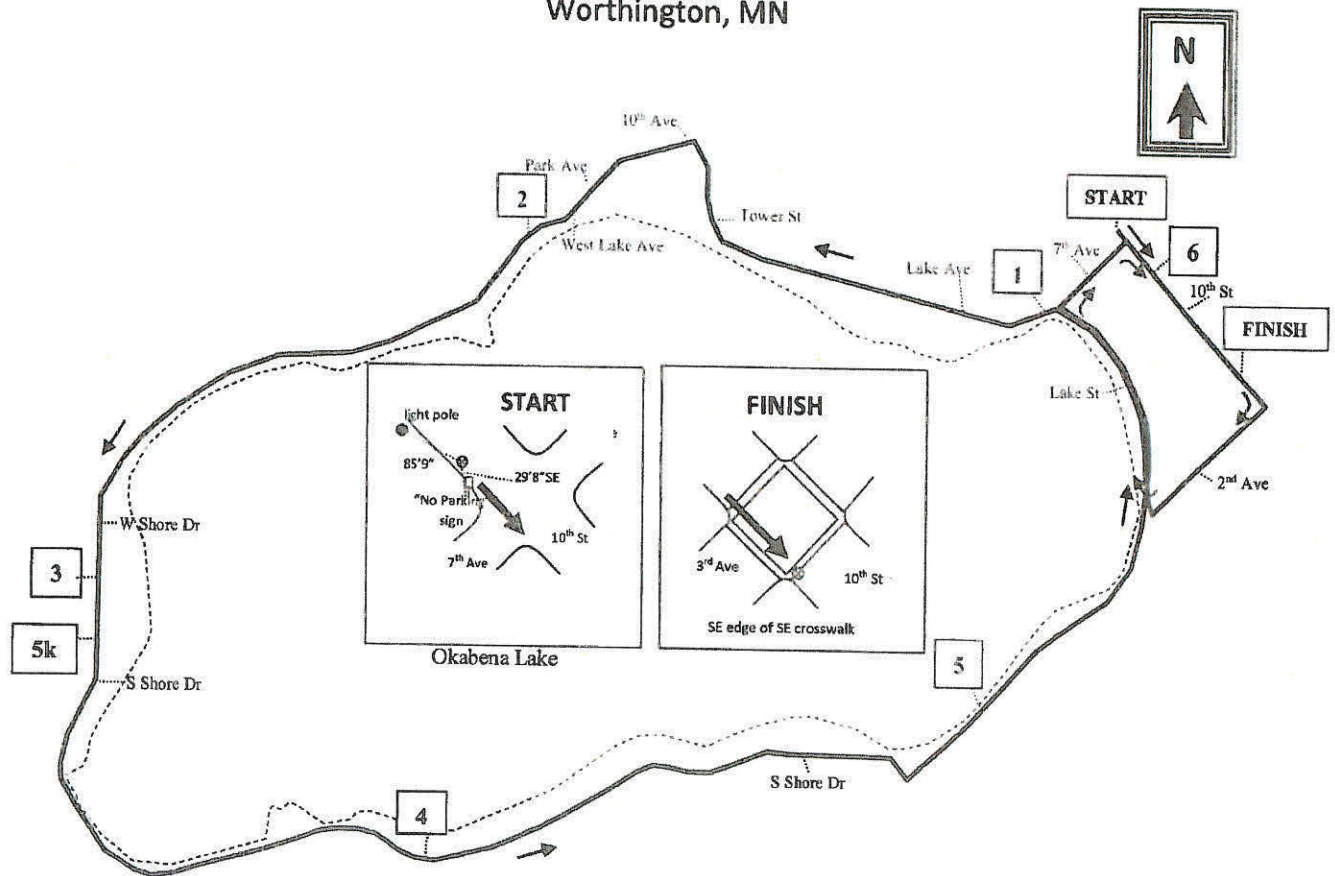 Worthington, MN
N
10th Ave
Park Ave
2
START
Tower St
West Lake Ave
7th Ave
6
Lake Ave
1
10th St
FINISH
START
light pole
85'9"
29'8"SE
"No Park
sign
10th St
7th Ave
FINISH
3rd Ave
10th St
SE edge of SE crosswalk
Lake St
2nd Ave
W Shore Dr
3
5k
Okabena Lake
S Shore Dr
5
S Shore Dr
4